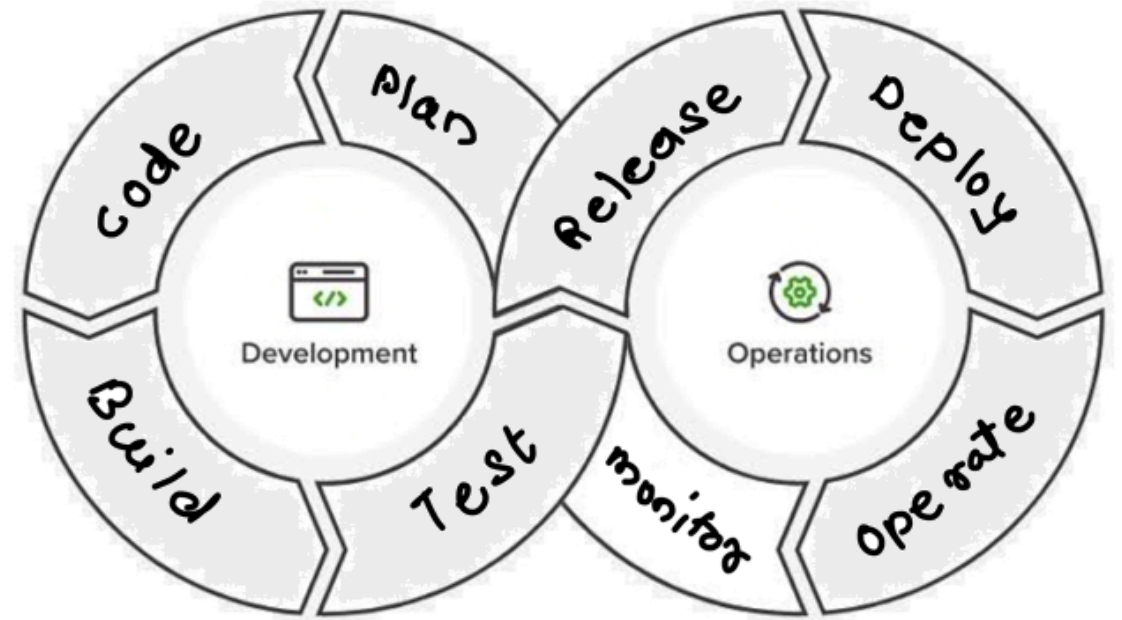 Plan
Code
Build
Test
Release
Deploy
Operate
monitor
</>
Development
Operations